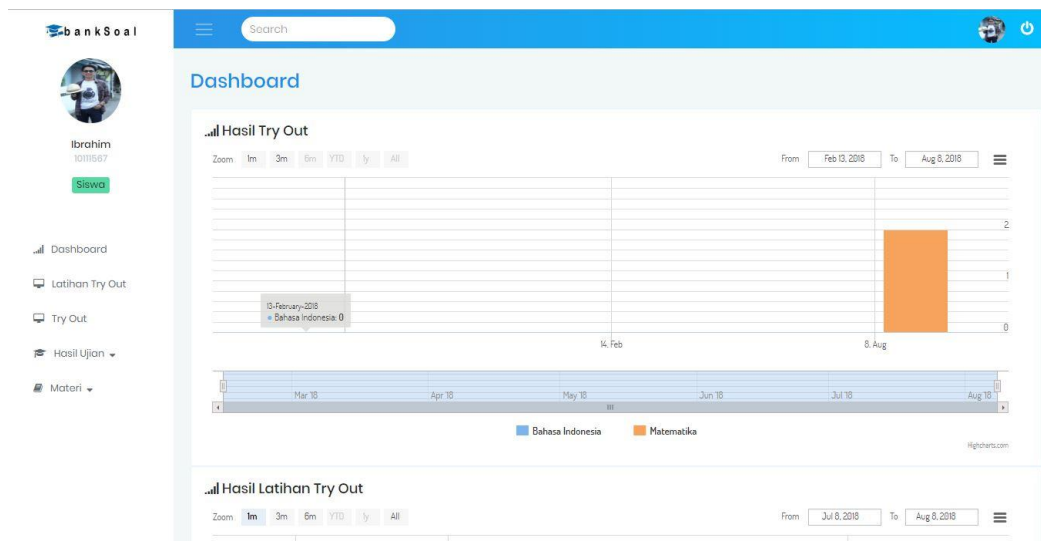 bankSoal
Search
Ibrahim
10111567
Siswa
Dashboard
Latihan Try Out
Try Out
Hasil Ujian
Materi
Dashboard
Hasil Try Out
Zoom 1m 3m 6m YTD 1y All
From Feb 13, 2018 To Aug 8, 2018
2
1
0
13-February-2018
Bahasa Indonesia: 0
14. Feb
8. Aug
Mar '18 Apr '18 May '18 Jun '18 Jul '18 Aug '18
Bahasa Indonesia Matematika
Highcharts.com
Hasil Latihan Try Out
Zoom 1m 3m 6m YTD 1y All
From Jul 8, 2018 To Aug 8, 2018